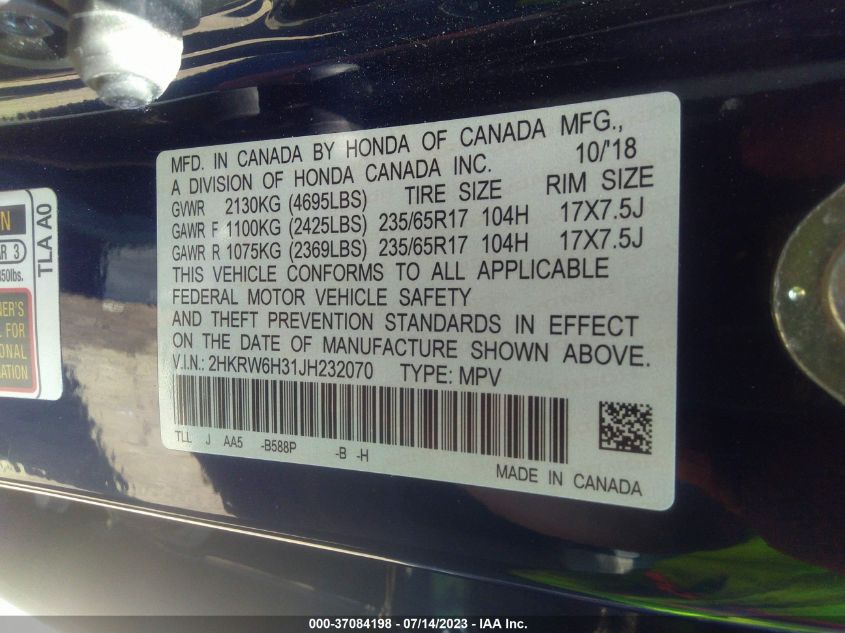 MFD. IN CANADA BY HONDA OF CANADA MFG.,
A DIVISION OF HONDA CANADA INC. 10/'18
GVWR 2130KG (4695LBS) TIRE SIZE RIM SIZE
GAWR F 1100KG (2425LBS) 235/65R17 104H 17X7.5J
GAWR R 1075KG (2369LBS) 235/65R17 104H 17X7.5J
THIS VEHICLE CONFORMS TO ALL APPLICABLE
FEDERAL MOTOR VEHICLE SAFETY
AND THEFT PREVENTION STANDARDS IN EFFECT
ON THE DATE OF MANUFACTURE SHOWN ABOVE.
V.I.N.: 2HKRW6H31JH232070 TYPE: MPV
TLL J AA5 -B588P -B -H
MADE IN CANADA
TLA A0
3
NER'S
FOR
000-37084198 - 07/14/2023 - IAAI Inc.